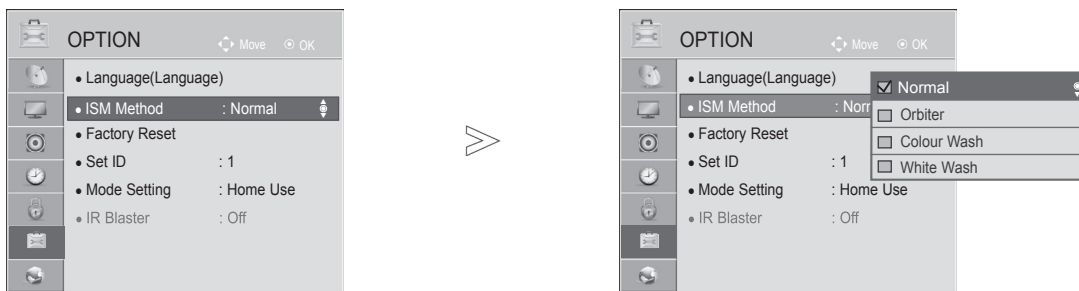 OPTION
Move
OK
• Language(Language)
• ISM Method : Normal
• Factory Reset
• Set ID : 1
• Mode Setting : Home Use
• IR Blaster : Off
OPTION
Move
OK
• Language(Language)
• ISM Method : Norr
• Factory Reset
• Set ID : 1
• Mode Setting : Home Use
• IR Blaster : Off
Normal
Orbiter
Colour Wash
White Wash